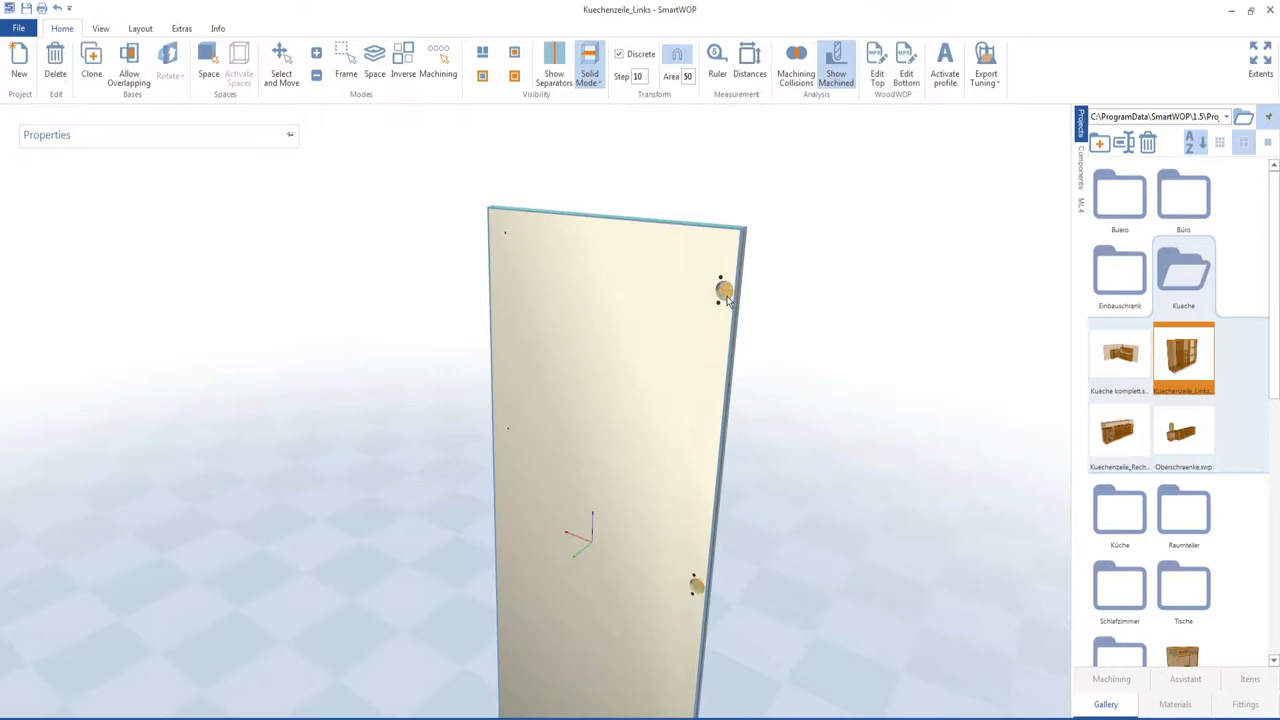 Kuechenzeile_Links - SmartWOP
File
Home
View
Layout
Extras
Info
New
Delete
Clone
Allow Overlapping
Rotate
Space
Activate Spaces
Select and Move
Frame
Space
Inverse
Machining
Show Separators
Solid Mode
Discrete
Step 10
Area 50
Ruler
Distances
Machining Collisions
Show Machined
Edit Top
Edit Bottom
Activate profile
Export Tuning
Extents
Project
Edit
Bases
Spaces
Modes
Visibility
Transform
Measurement
Analysis
WoodWOP
Properties
C:\ProgramData\SmartWOP\1.5\Pro
Projects
Components
ML4
A
Z
Buero
Büro
Einbauschrank
Kueche
Kueche komplett.s...
Kuechenzeile_Links...
Kuechenzeile_Rech...
Oberschraenke.swp
Küche
Raumteiler
Schlafzimmer
Tische
Machining
Assistant
Items
Gallery
Materials
Fittings